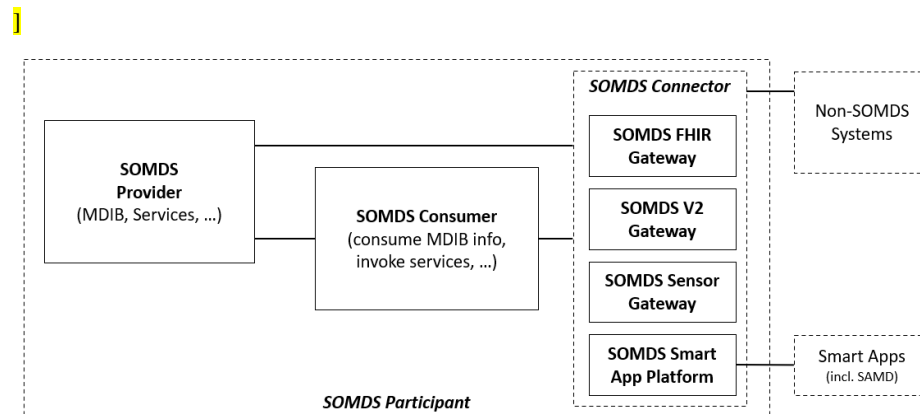 ]
SOMDS Connector
SOMDS
Provider
(MDIB, Services, …)
SOMDS Consumer
(consume MDIB info,
invoke services, …)
SOMDS FHIR
Gateway
SOMDS V2
Gateway
SOMDS Sensor
Gateway
SOMDS Smart
App Platform
Non-SOMDS
Systems
Smart Apps
(incl. SAMD)
SOMDS Participant